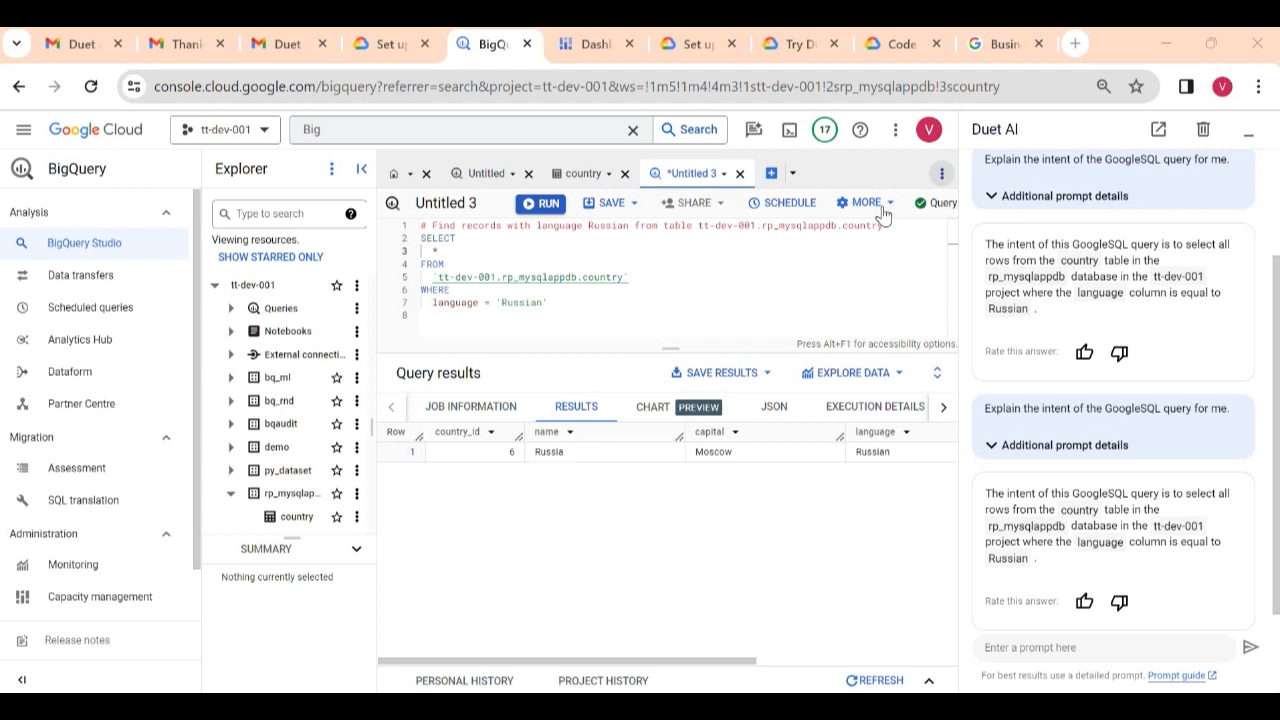 Duet
Thank
Duet
Set up
BigQu
Dashb
Set up
Try D
Code
Busin
console.cloud.google.com/bigquery?referrer=search&project=tt-dev-001&ws=!1m5!1m4!4m3!1stt-dev-001!2srp_mysqlappdb!3scountry
V
Google Cloud
tt-dev-001
Big
Search
17
V
Duet AI
BigQuery
Explorer
Untitled
country
*Untitled 3
Untitled 3
RUN
SAVE
SHARE
SCHEDULE
MORE
Query
Analysis
BigQuery Studio
Data transfers
Scheduled queries
Analytics Hub
Dataform
Partner Centre
Migration
Assessment
SQL translation
Administration
Monitoring
Capacity management
Release notes
Type to search
Viewing resources.
SHOW STARRED ONLY
tt-dev-001
Queries
Notebooks
External connecti...
bq_ml
bq_rnd
bqaudit
demo
py_dataset
rp_mysqlap...
country
SUMMARY
Nothing currently selected
1 # Find records with language Russian from table tt-dev-001.rp_mysqlappdb.country
2 SELECT
3 *
4 FROM
5 `tt-dev-001.rp_mysqlappdb.country`
6 WHERE
7 language = 'Russian'
8
Press Alt+F1 for accessibility options.
Query results
SAVE RESULTS
EXPLORE DATA
JOB INFORMATION
RESULTS
CHART PREVIEW
JSON
EXECUTION DETAILS
Row country_id name capital language
1 6 Russia Moscow Russian
PERSONAL HISTORY
PROJECT HISTORY
REFRESH
Explain the intent of the GoogleSQL query for me.
Additional prompt details
The intent of this GoogleSQL query is to select all
rows from the country table in the
rp_mysqlappdb database in the tt-dev-001
project where the language column is equal to
Russian .
Rate this answer:
Explain the intent of the GoogleSQL query for me.
Additional prompt details
The intent of this GoogleSQL query is to select all
rows from the country table in the
rp_mysqlappdb database in the tt-dev-001
project where the language column is equal to
Russian .
Rate this answer:
Enter a prompt here
For best results use a detailed prompt. Prompt guide